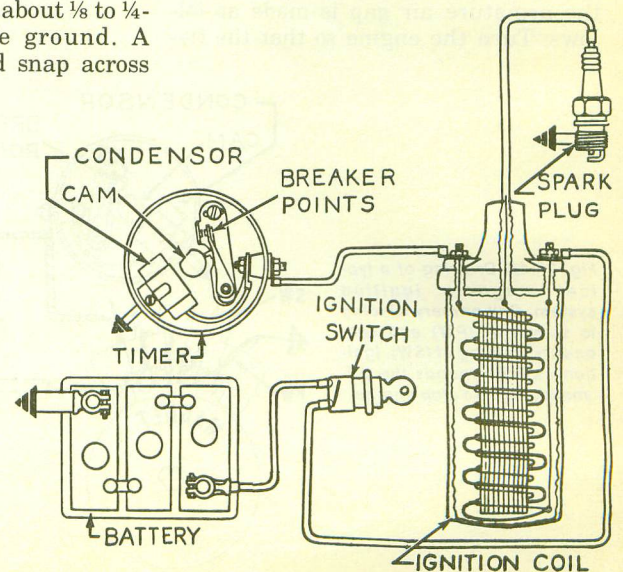 about ⅛ to ¼-
e ground. A
d snap across
CONDENSOR
CAM
BREAKER
POINTS
SPARK
PLUG
IGNITION
SWITCH
TIMER
BATTERY
IGNITION COIL